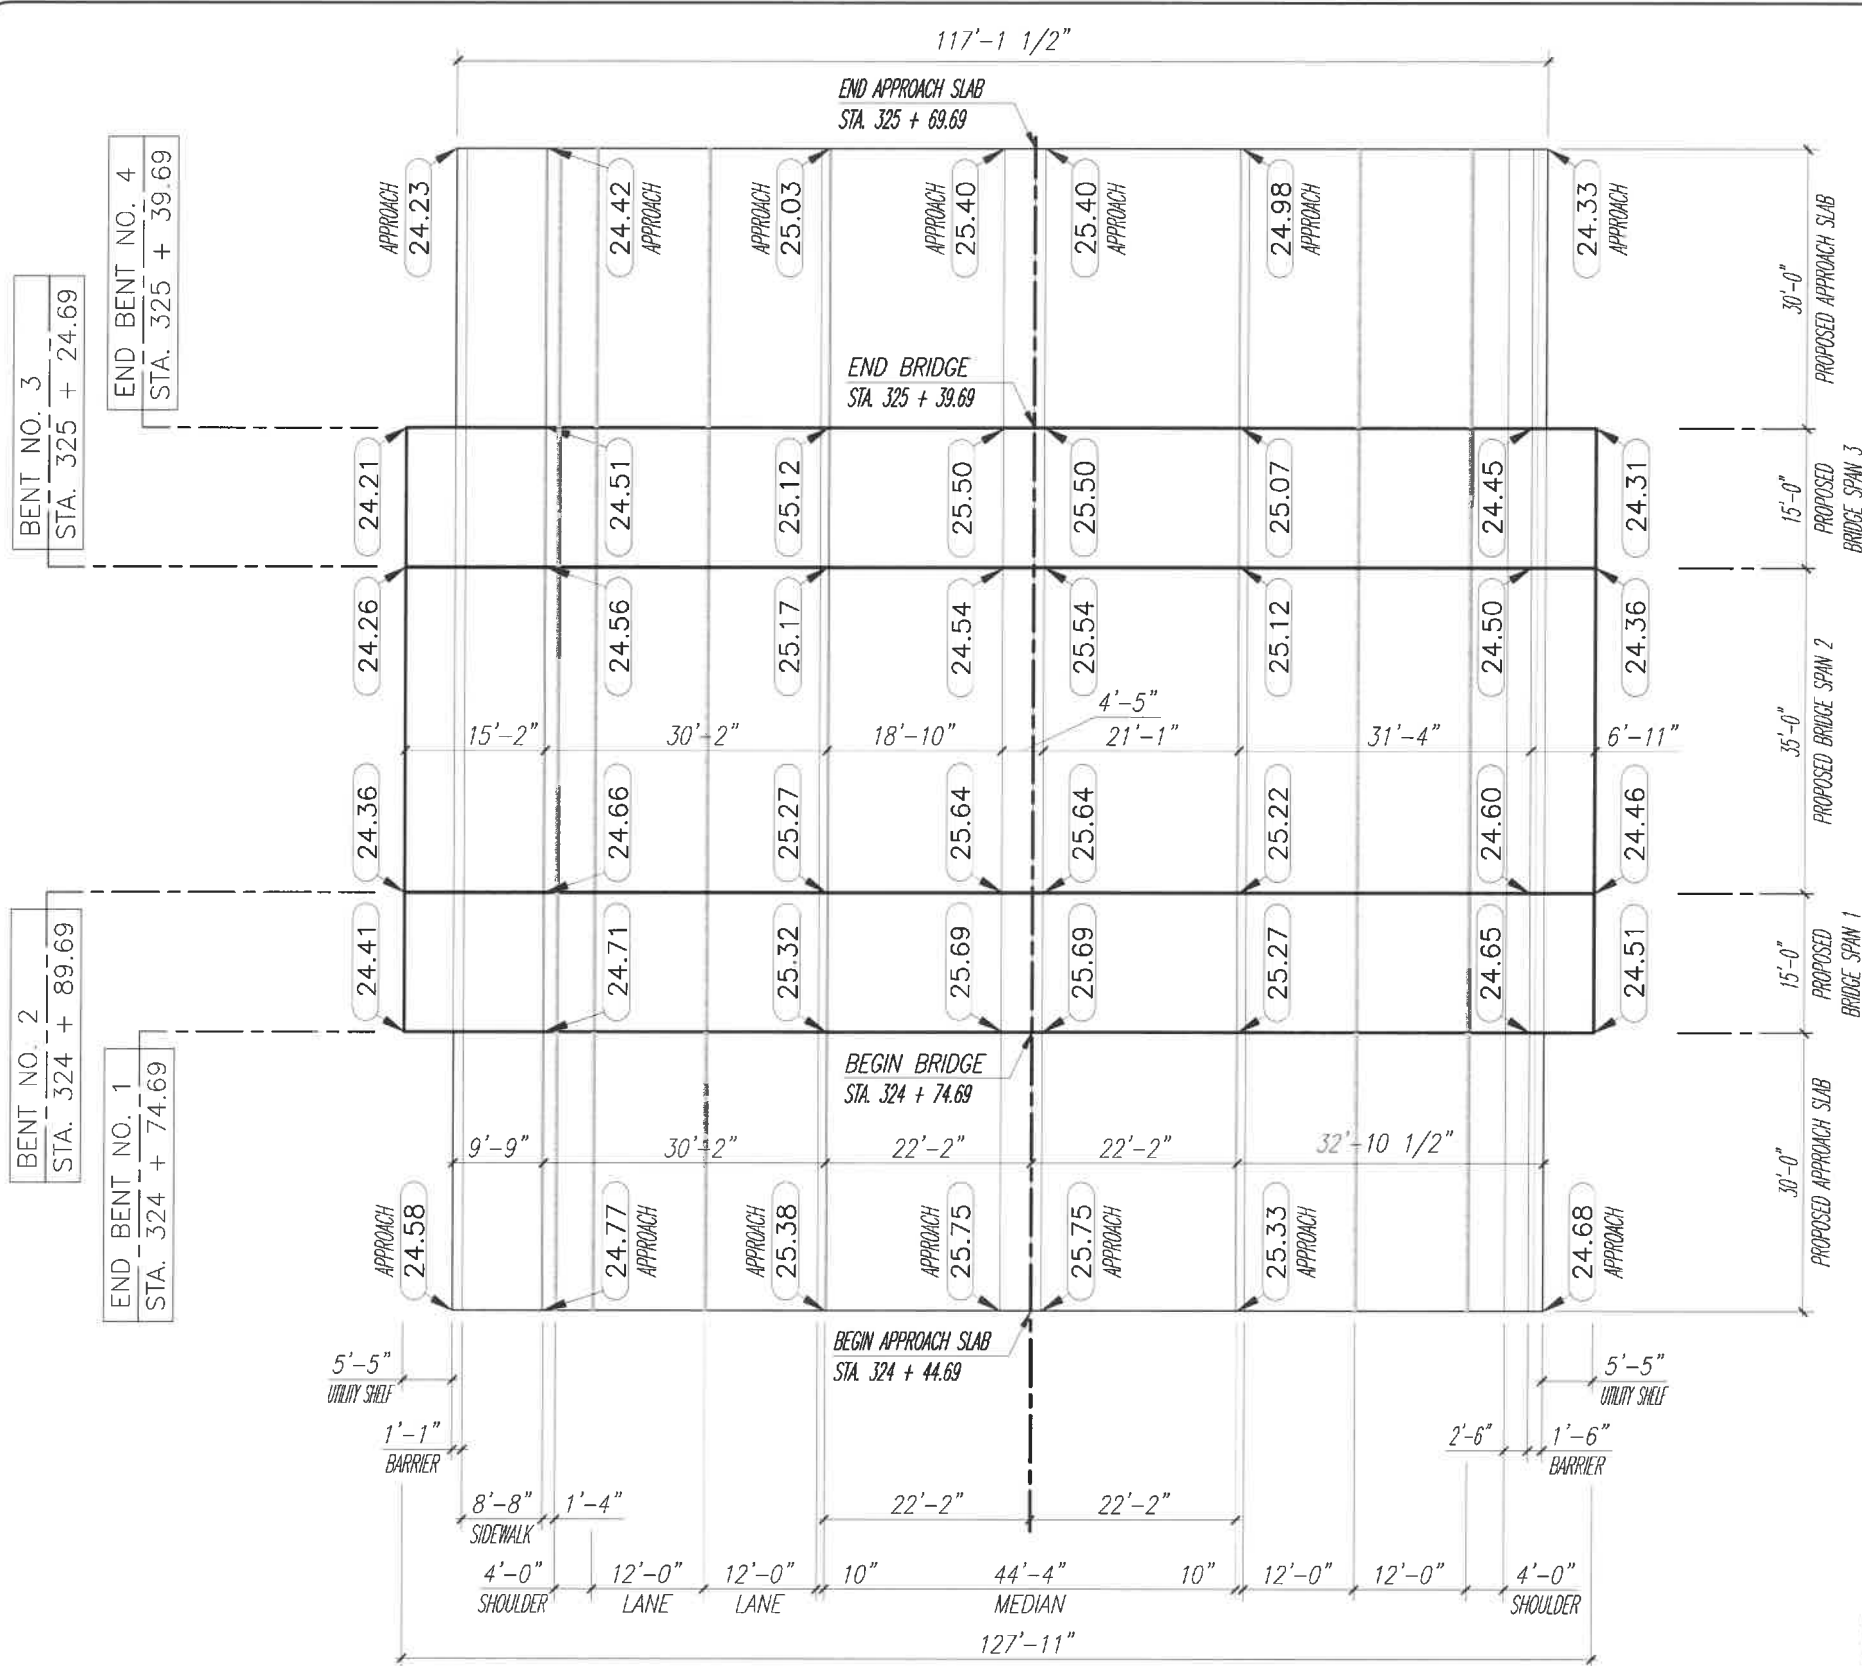 117'-1 1/2"
END APPROACH SLAB
STA. 325 + 69.69
END BENT NO. 4
STA. 325 + 39.69
BENT NO. 3
STA. 325 + 24.69
APPROACH
24.23
24.42
APPROACH
APPROACH
25.03
APPROACH
25.40
25.40
APPROACH
24.98
APPROACH
24.33
APPROACH
30'-0"
PROPOSED APPROACH SLAB
END BRIDGE
STA. 325 + 39.69
24.21
24.51
25.12
25.50
25.50
25.07
24.45
24.31
15'-0"
PROPOSED
BRIDGE SPAN 3
24.26
24.56
25.17
24.54
25.54
25.12
24.50
24.36
35'-0"
PROPOSED BRIDGE SPAN 2
4'-5"
15'-2"
30'-2"
18'-10"
21'-1"
31'-4"
6'-11"
24.36
24.66
25.27
25.64
25.64
25.22
24.60
24.46
BENT NO. 2
STA. 324 + 89.69
24.41
24.71
25.32
25.69
25.69
25.27
24.65
24.51
15'-0"
PROPOSED
BRIDGE SPAN 1
END BENT NO. 1
STA. 324 + 74.69
BEGIN BRIDGE
STA. 324 + 74.69
9'-9"
30'-2"
22'-2"
22'-2"
32'-10 1/2"
30'-0"
PROPOSED APPROACH SLAB
APPROACH
24.58
24.77
APPROACH
APPROACH
25.38
APPROACH
25.75
25.75
APPROACH
25.33
APPROACH
24.68
APPROACH
BEGIN APPROACH SLAB
STA. 324 + 44.69
5'-5"
UTILITY SHELF
5'-5"
UTILITY SHELF
1'-1"
BARRIER
2'-6"
1'-6"
BARRIER
8'-8"
SIDEWALK
1'-4"
22'-2"
22'-2"
4'-0"
SHOULDER
12'-0"
LANE
12'-0"
LANE
10"
44'-4"
MEDIAN
10"
12'-0"
12'-0"
4'-0"
SHOULDER
127'-11"